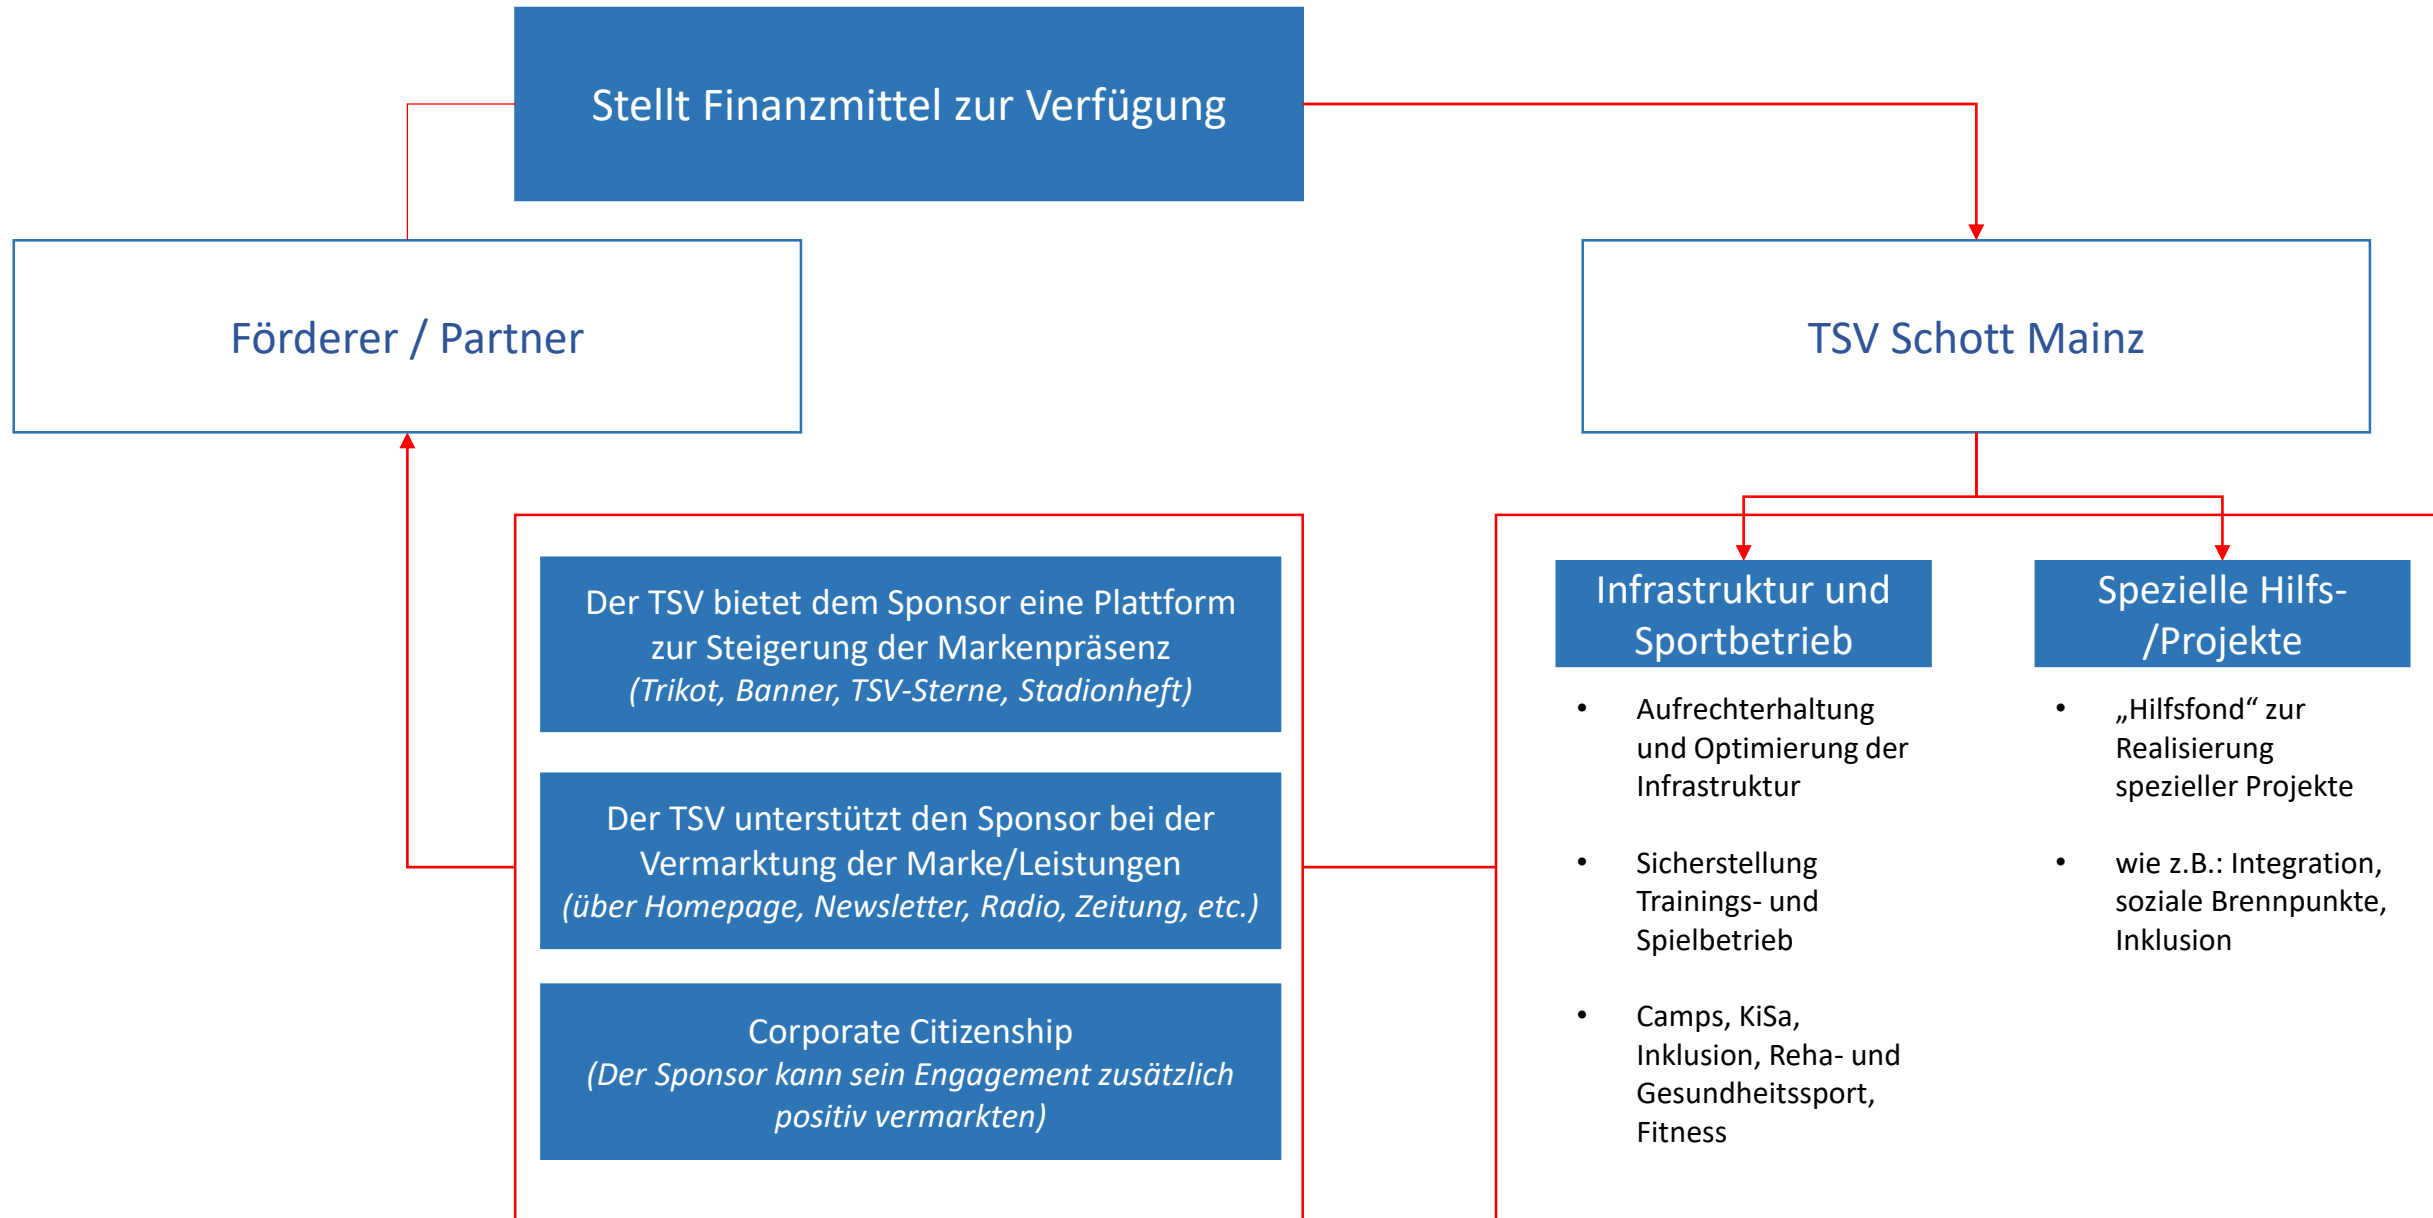 Stellt Finanzmittel zur Verfügung
Förderer / Partner
TSV Schott Mainz
Der TSV bietet dem Sponsor eine Plattform
zur Steigerung der Markenpräsenz
(Trikot, Banner, TSV-Sterne, Stadionheft)
Der TSV unterstützt den Sponsor bei der
Vermarktung der Marke/Leistungen
(über Homepage, Newsletter, Radio, Zeitung, etc.)
Corporate Citizenship
(Der Sponsor kann sein Engagement zusätzlich
positiv vermarkten)
Infrastruktur und
Sportbetrieb
• Aufrechterhaltung
und Optimierung der
Infrastruktur
• Sicherstellung
Trainings- und
Spielbetrieb
• Camps, KiSa,
Inklusion, Reha- und
Gesundheitssport,
Fitness
Spezielle Hilfs-
/Projekte
• „Hilfsfond“ zur
Realisierung
spezieller Projekte
• wie z.B.: Integration,
soziale Brennpunkte,
Inklusion